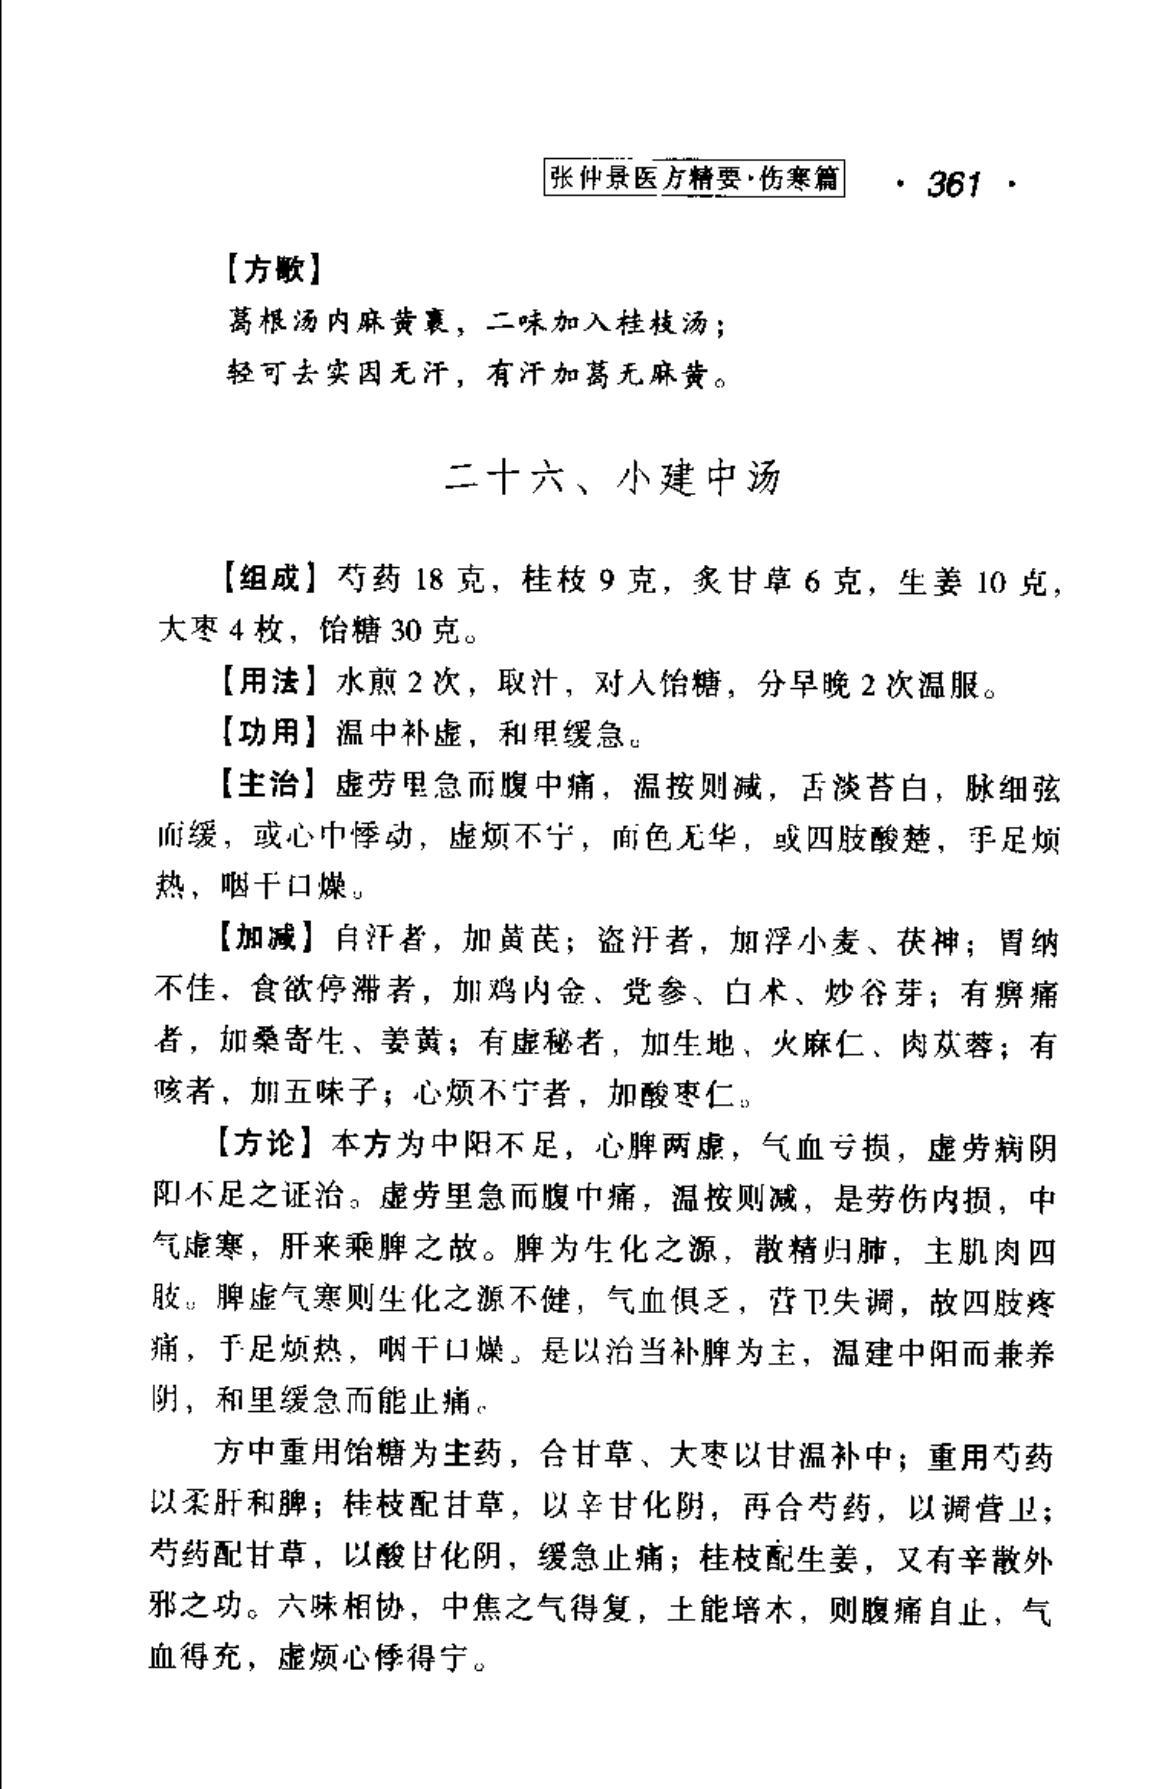 张仲景医方精要·伤寒篇 · 361 ·
【方歌】
葛根汤内麻黄襄，二味加入桂枝汤；
轻可去实因无汗，有汗加葛无麻黄。
二十六、小建中汤
【组成】芍药 18 克，桂枝 9 克，炙甘草 6 克，生姜 10 克，
大枣 4 枚，饴糖 30 克。
【用法】水煎 2 次，取汁，对入饴糖，分早晚 2 次温服。
【功用】温中补虚，和里缓急。
【主治】虚劳里急而腹中痛，温按则减，舌淡苔白，脉细弦
而缓，或心中悸动，虚烦不宁，面色无华，或四肢酸楚，手足烦
热，咽干口燥。
【加减】自汗者，加黄芪；盗汗者，加浮小麦、茯神；胃纳
不佳，食欲停滞者，加鸡内金、党参、白术、炒谷芽；有痹痛
者，加桑寄生、姜黄；有虚秘者，加生地、火麻仁、肉苁蓉；有
咳者，加五味子；心烦不宁者，加酸枣仁。
【方论】本方为中阳不足，心脾两虚，气血亏损，虚劳病阴
阳不足之证治。虚劳里急而腹中痛，温按则减，是劳伤内损，中
气虚寒，肝来乘脾之故。脾为生化之源，散精归肺，主肌肉四
肢。脾虚气寒则生化之源不健，气血俱乏，营卫失调，故四肢疼
痛，手足烦热，咽干口燥。是以治当补脾为主，温建中阳而兼养
阴，和里缓急而能止痛。
方中重用饴糖为主药，合甘草、大枣以甘温补中；重用芍药
以柔肝和脾；桂枝配甘草，以辛甘化阴，再合芍药，以调营卫；
芍药配甘草，以酸甘化阴，缓急止痛；桂枝配生姜，又有辛散外
邪之功。六味相协，中焦之气得复，土能培木，则腹痛自止，气
血得充，虚烦心悸得宁。